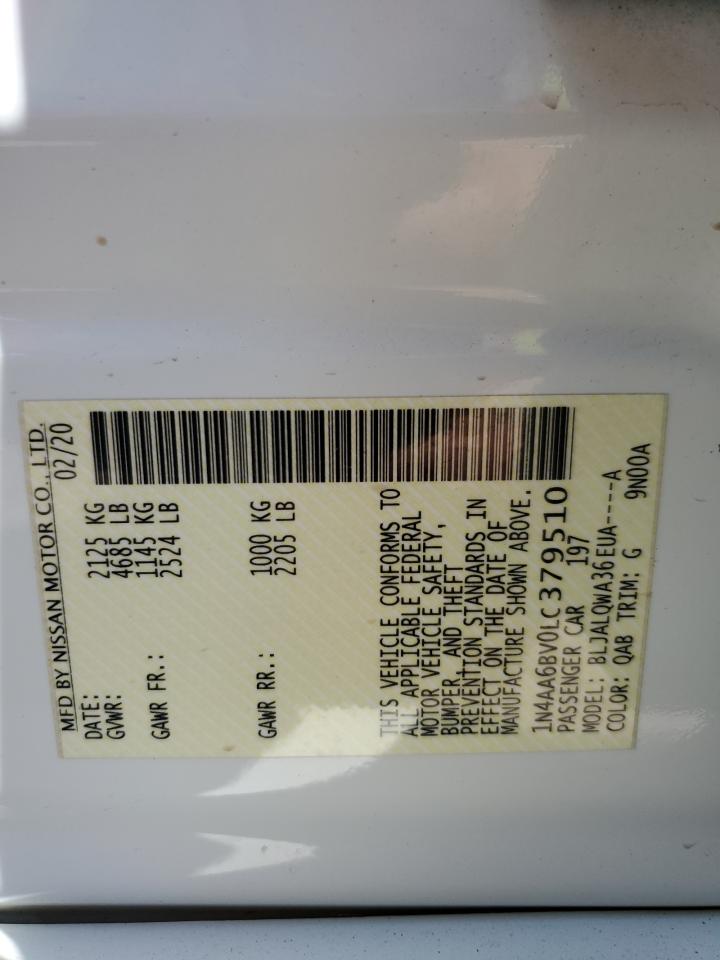 MFD BY NISSAN MOTOR CO., LTD.
DATE: 02/20
GVWR: 2125 KG
4685 LB
GAWR FR.: 1145 KG
2524 LB
GAWR RR.: 1000 KG
2205 LB
THIS VEHICLE CONFORMS TO
ALL APPLICABLE FEDERAL
MOTOR VEHICLE SAFETY,
BUMPER, AND THEFT
PREVENTION STANDARDS IN
EFFECT ON THE DATE OF
MANUFACTURE SHOWN ABOVE.
1N4AA6BV0LC379510
PASSENGER CAR 197
MODEL: BLJALQWA36EUA----A
COLOR: QAB TRIM: G 9N00A